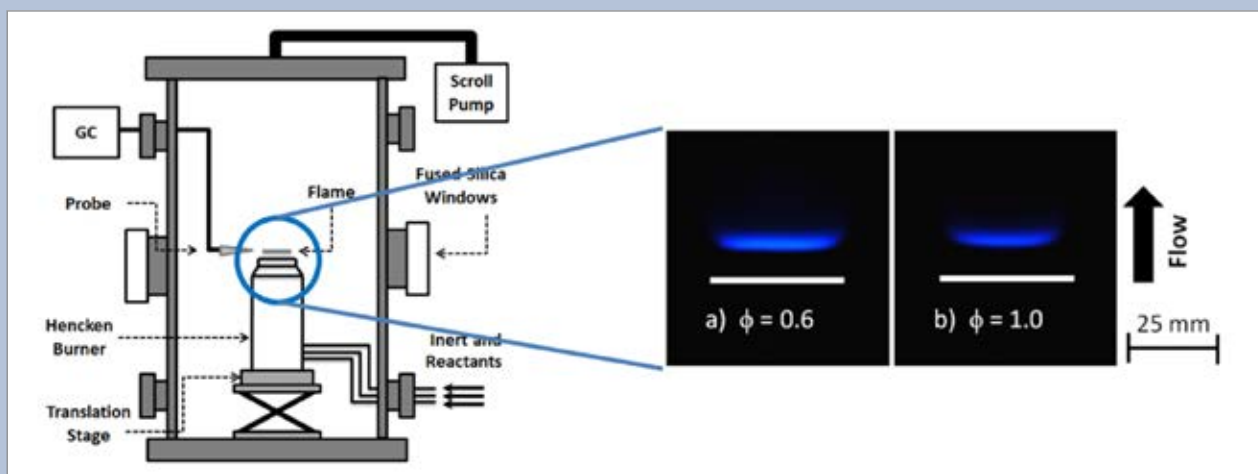 Scroll
Pump
GC
Fused Silica
Windows
Flame
Probe
Hencken
Burner
Inert and
Reactants
Translation
Stage
a) ϕ = 0.6
b) ϕ = 1.0
Flow
25 mm